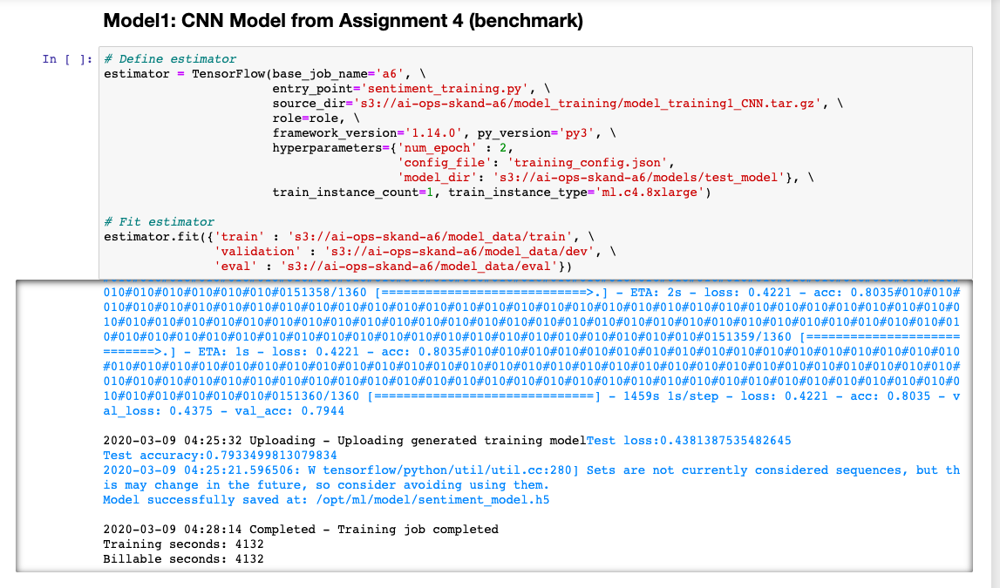 Model1: CNN Model from Assignment 4 (benchmark)
In [ ]: # Define estimator
estimator = TensorFlow(base_job_name='a6', \
entry_point='sentiment_training.py', \
source_dir='s3://ai-ops-skand-a6/model_training/model_training1_CNN.tar.gz', \
role=role, \
framework_version='1.14.0', py_version='py3', \
hyperparameters={'num_epoch' : 2,
'config_file': 'training_config.json',
'model_dir': 's3://ai-ops-skand-a6/models/test_model'}, \
train_instance_count=1, train_instance_type='ml.c4.8xlarge')
# Fit estimator
estimator.fit({'train' : 's3://ai-ops-skand-a6/model_data/train', \
'validation' : 's3://ai-ops-skand-a6/model_data/dev', \
'eval' : 's3://ai-ops-skand-a6/model_data/eval'})
010#010#010#010#010#010#0151358/1360 [============================>.] - ETA: 2s - loss: 0.4221 - acc: 0.8035#010#010#
010#010#010#010#010#010#010#010#010#010#010#010#010#010#010#010#010#010#010#010#010#010#010#010#010#010#010#010#010#0
10#010#010#010#010#010#010#010#010#010#010#010#010#010#010#010#010#010#010#010#010#010#010#010#010#010#010#010#010#01
0#010#010#010#010#010#010#010#010#010#010#010#010#010#010#010#010#010#010#010#010#0151359/1360 [=====================
=======>.] - ETA: 1s - loss: 0.4221 - acc: 0.8035#010#010#010#010#010#010#010#010#010#010#010#010#010#010#010#010#010
#010#010#010#010#010#010#010#010#010#010#010#010#010#010#010#010#010#010#010#010#010#010#010#010#010#010#010#010#010#
010#010#010#010#010#010#010#010#010#010#010#010#010#010#010#010#010#010#010#010#010#010#010#010#010#010#010#010#010#0
10#010#010#010#010#010#0151360/1360 [==============================] - 1459s 1s/step - loss: 0.4221 - acc: 0.8035 - v
al_loss: 0.4375 - val_acc: 0.7944
2020-03-09 04:25:32 Uploading - Uploading generated training modelTest loss:0.4381387535482645
Test accuracy:0.7933499813079834
2020-03-09 04:25:21.596506: W tensorflow/python/util/util.cc:280] Sets are not currently considered sequences, but th
is may change in the future, so consider avoiding using them.
Model successfully saved at: /opt/ml/model/sentiment_model.h5
2020-03-09 04:28:14 Completed - Training job completed
Training seconds: 4132
Billable seconds: 4132